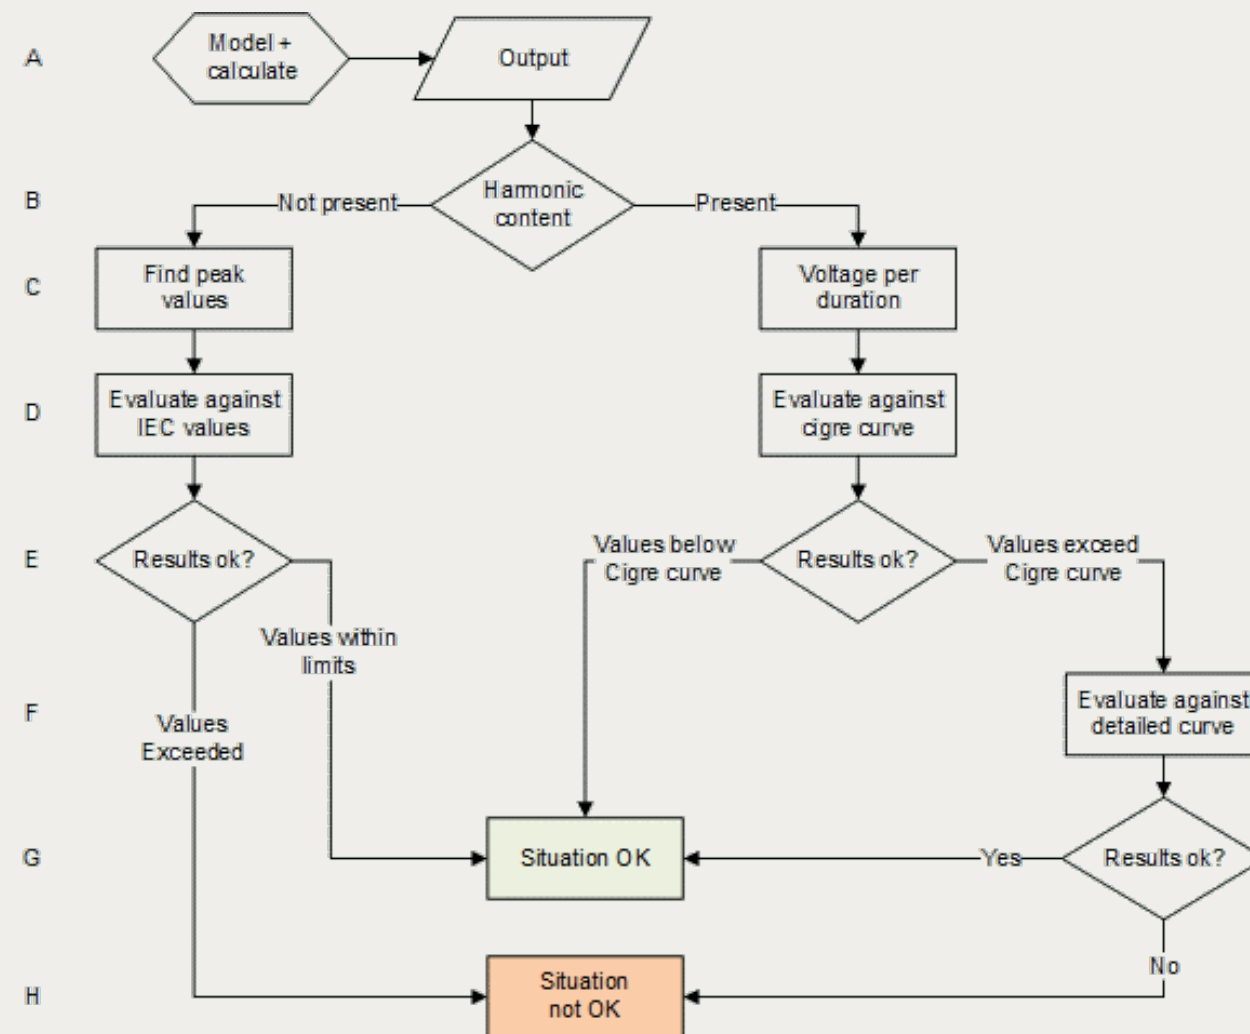 A
Model +
calculate
Output
B
Not present
Harmonic
content
Present
C
Find peak
values
Voltage per
duration
D
Evaluate against
IEC values
Evaluate against
cigre curve
E
Results ok?
Values below
Cigre curve
Results ok?
Values exceed
Cigre curve
Values within
limits
F
Values
Exceeded
Evaluate against
detailed curve
G
Situation OK
Yes
Results ok?
No
H
Situation
not OK